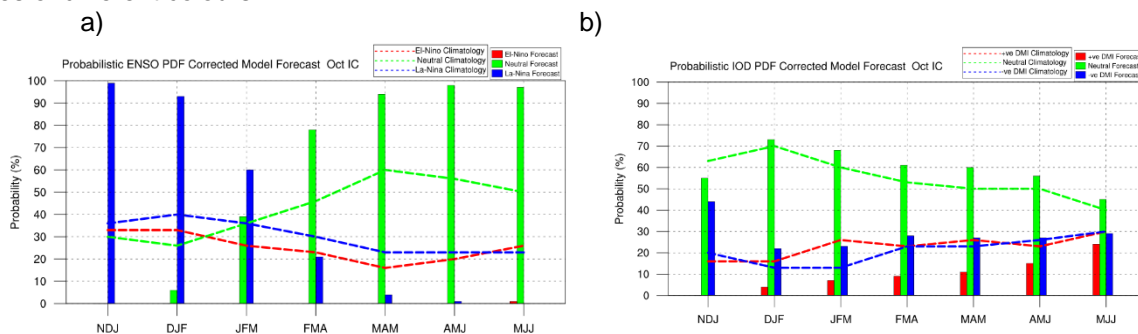 a)
b)
El-Nino Climatology
Neutral Climatology
La-Nina Climatology
El-Nino Forecast
Neutral Forecast
La-Nina Forecast
Probabilistic ENSO PDF Corrected Model Forecast Oct IC
Probability (%)
100
90
80
70
60
50
40
30
20
10
0
NDJ DJF JFM FMA MAM AMJ MJJ
+ve DMI Climatology
Neutral Climatology
-ve DMI Climatology
+ve DMI Forecast
Neutral Forecast
-ve DMI Forecast
Probabilistic IOD PDF Corrected Model Forecast Oct IC
Probability (%)
100
90
80
70
60
50
40
30
20
10
0
NDJ DJF JFM FMA MAM AMJ MJJ